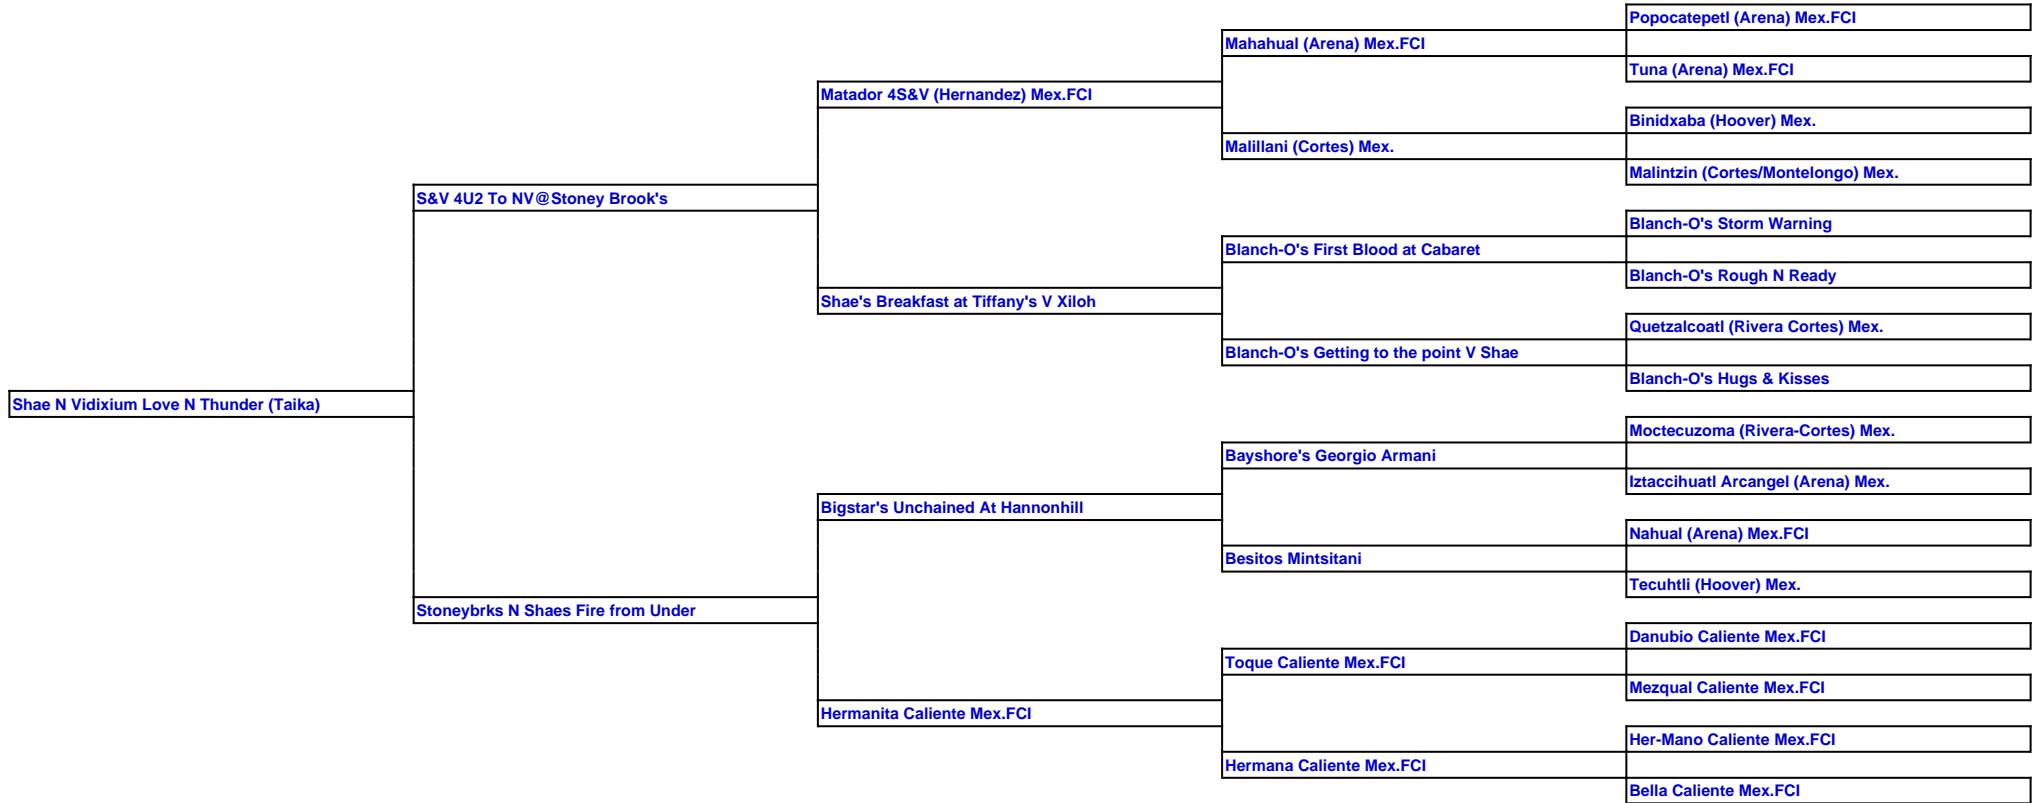 Popocatepetl (Arena) Mex.FCI
Mahahual (Arena) Mex.FCI
Tuna (Arena) Mex.FCI
Matador 4S&V (Hernandez) Mex.FCI
Binidxaba (Hoover) Mex.
Malillani (Cortes) Mex.
Malintzin (Cortes/Montelongo) Mex.
S&V 4U2 To NV@Stoney Brook's
Blanch-O's Storm Warning
Blanch-O's First Blood at Cabaret
Blanch-O's Rough N Ready
Shae's Breakfast at Tiffany's V Xiloh
Quetzalcoatl (Rivera Cortes) Mex.
Blanch-O's Getting to the point V Shae
Blanch-O's Hugs & Kisses
Shae N Vidixium Love N Thunder (Taika)
Moctecuzoma (Rivera-Cortes) Mex.
Bayshore's Georgio Armani
Iztaccihuatl Arcangel (Arena) Mex.
Bigstar's Unchained At Hannonhill
Nahual (Arena) Mex.FCI
Besitos Mintsitani
Tecuhtli (Hoover) Mex.
Stoneybrks N Shaes Fire from Under
Danubio Caliente Mex.FCI
Toque Caliente Mex.FCI
Mezqual Caliente Mex.FCI
Hermanita Caliente Mex.FCI
Her-Mano Caliente Mex.FCI
Hermana Caliente Mex.FCI
Bella Caliente Mex.FCI